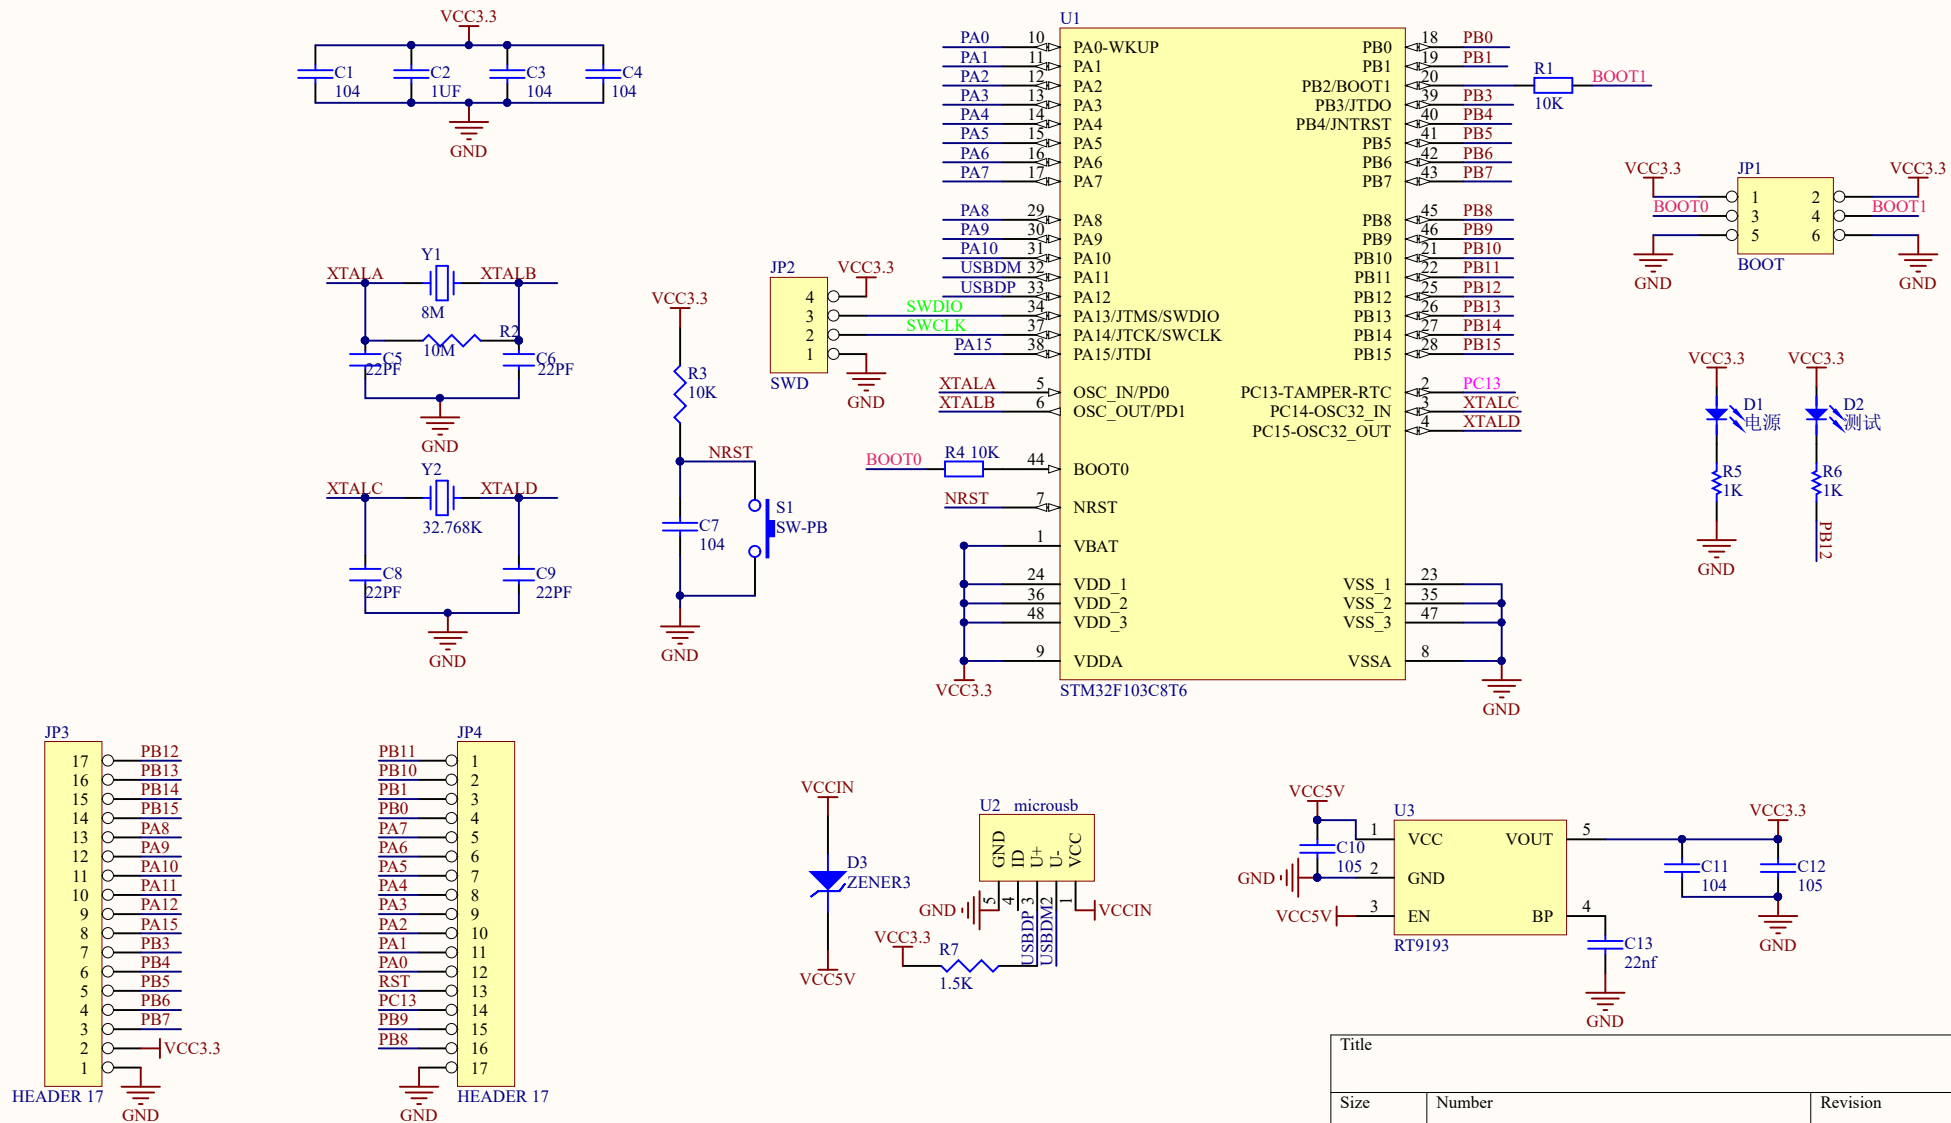 VCC3.3
C1
104
C2
1UF
C3
104
C4
104
GND
XTALA
Y1
XTALB
8M
R2
10M
C5
22PF
C6
22PF
GND
XTALC
Y2
XTALD
32.768K
C8
22PF
C9
22PF
GND
VCC3.3
R3
10K
NRST
C7
104
S1
SW-PB
GND
JP2
VCC3.3
4
3
2
1
SWD
GND
SWDIO
SWCLK
U1
PA0 10 PA0-WKUP
PA1 11 PA1
PA2 12 PA2
PA3 13 PA3
PA4 14 PA4
PA5 15 PA5
PA6 16 PA6
PA7 17 PA7
PA8 29 PA8
PA9 30 PA9
PA10 31 PA10
USBDM 32 PA11
USBDP 33 PA12
34 PA13/JTMS/SWDIO
37 PA14/JTCK/SWCLK
PA15 38 PA15/JTDI
XTALA 5 OSC_IN/PD0
XTALB 6 OSC_OUT/PD1
BOOT0 R4 10K 44 BOOT0
NRST 7 NRST
1 VBAT
24 VDD_1
36 VDD_2
48 VDD_3
9 VDDA
VCC3.3
STM32F103C8T6
PB0 18 PB0
PB1 19 PB1
PB2/BOOT1 20
R1
10K
BOOT1
PB3/JTDO 39 PB3
PB4/JNTRST 40 PB4
PB5 41 PB5
PB6 42 PB6
PB7 43 PB7
PB8 45 PB8
PB9 46 PB9
PB10 21 PB10
PB11 22 PB11
PB12 25 PB12
PB13 26 PB13
PB14 27 PB14
PB15 28 PB15
PC13-TAMPER-RTC 2 PC13
PC14-OSC32_IN 3 XTALC
PC15-OSC32_OUT 4 XTALD
VSS_1 23
VSS_2 35
VSS_3 47
VSSA 8
GND
VCC3.3
JP1
VCC3.3
1 2
BOOT0 3 4 BOOT1
5 6
GND
BOOT
GND
VCC3.3
VCC3.3
D1
电源
D2
测试
R5
1K
R6
1K
PB12
GND
JP3
17 PB12
16 PB13
15 PB14
14 PB15
13 PA8
12 PA9
11 PA10
10 PA11
9 PA12
8 PA15
7 PB3
6 PB4
5 PB5
4 PB6
3 PB7
2 VCC3.3
1
HEADER 17
GND
JP4
PB11 1
PB10 2
PB1 3
PB0 4
PA7 5
PA6 6
PA5 7
PA4 8
PA3 9
PA2 10
PA1 11
PA0 12
RST 13
PC13 14
PB9 15
PB8 16
17
GND
HEADER 17
VCCIN
D3
ZENER3
VCC5V
U2 microusb
GND
ID
U+
U-
VCC
5
4
3
2
1
GND
USBDP
USBDM
VCCIN
VCC3.3
R7
1.5K
VCC5V
U3
1 VCC VOUT 5
C10
105
GND
2 GND
VCC5V 3 EN BP 4
RT9193
VCC3.3
C11
104
C12
105
GND
C13
22nf
GND
Title
Size
Number
Revision